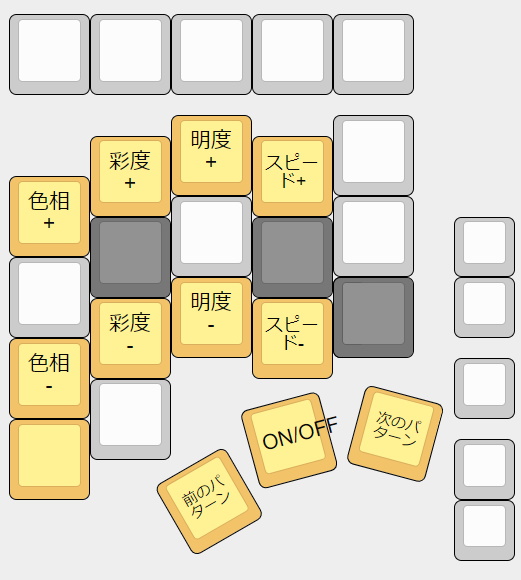 明度
+
彩度
+
スピー
ド+
色相
+
明度
-
彩度
-
スピー
ド-
色相
-
ON/OFF
次のパ
ターン
前のパ
ターン